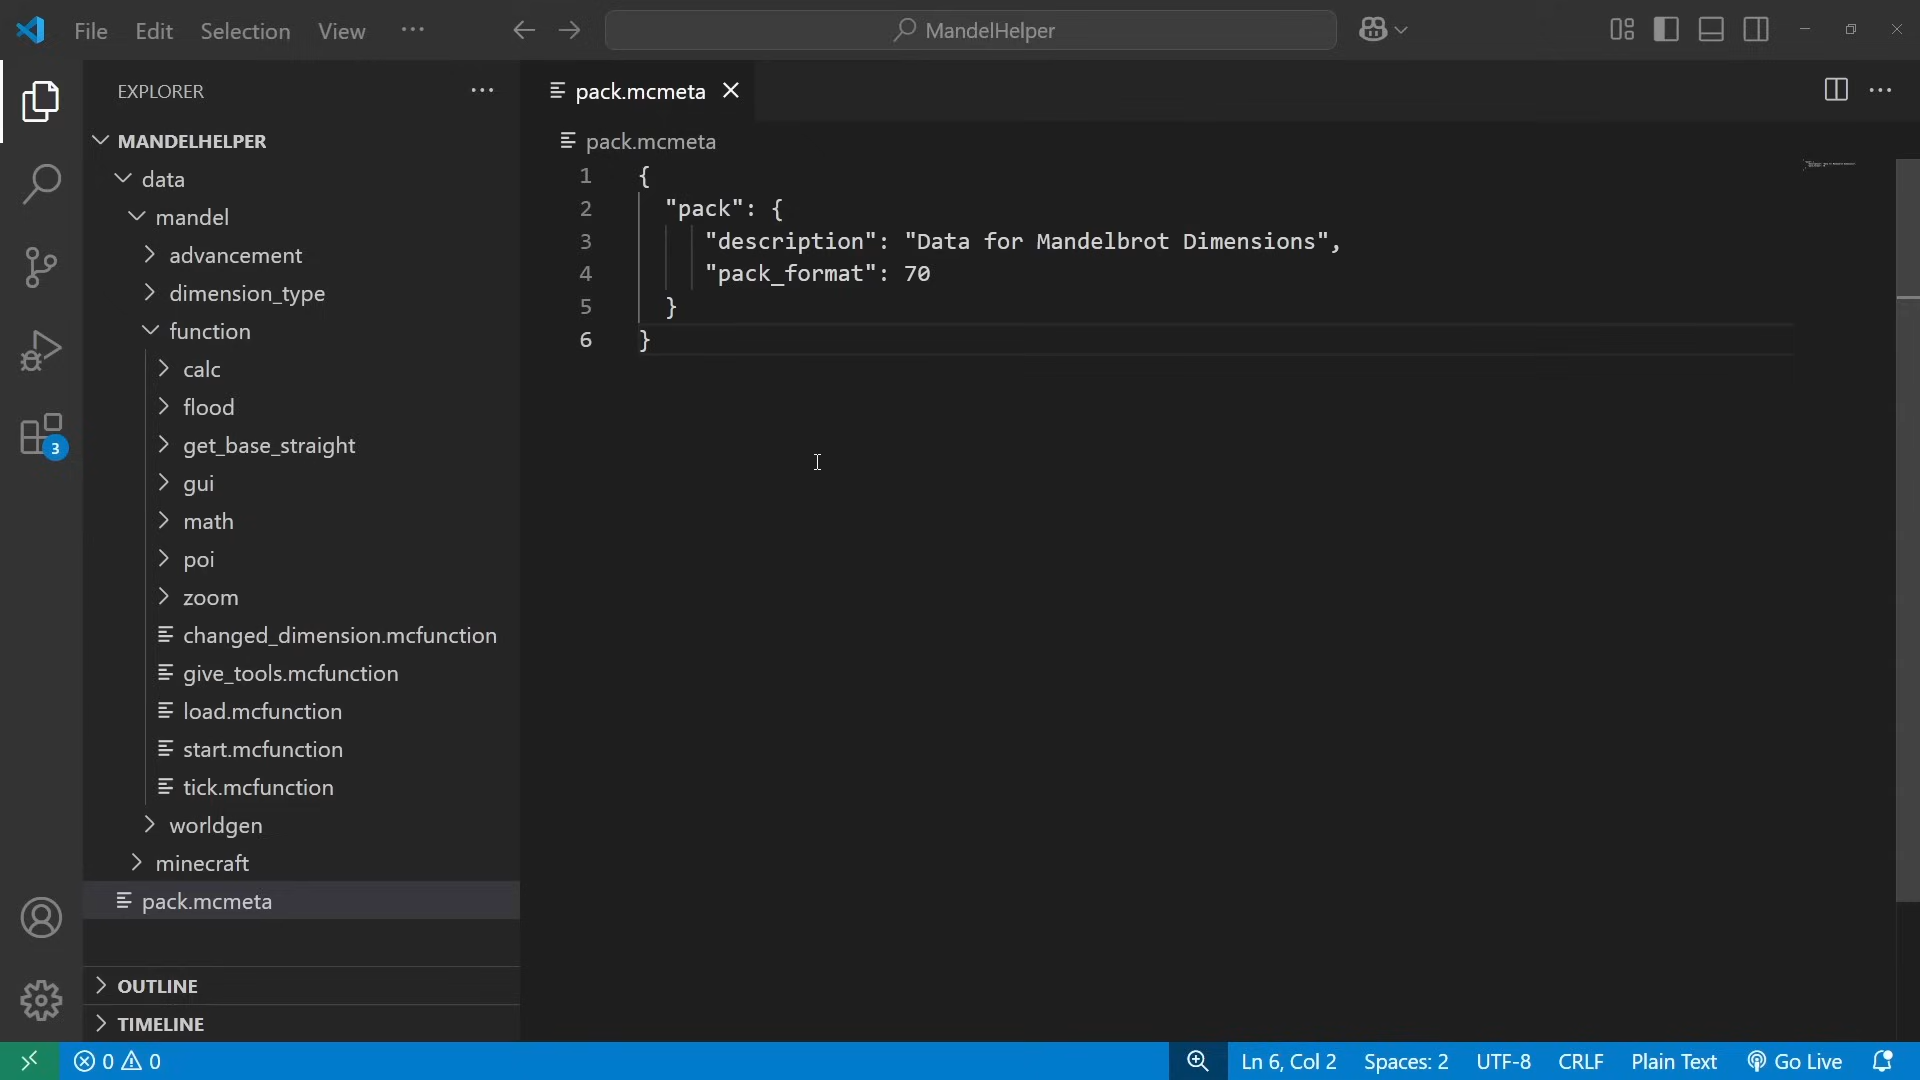 File Edit Selection View ··· MandelHelper
EXPLORER ···
MANDELHELPER
data
mandel
advancement
dimension_type
function
calc
flood
get_base_straight
gui
math
poi
zoom
changed_dimension.mcfunction
give_tools.mcfunction
load.mcfunction
start.mcfunction
tick.mcfunction
worldgen
minecraft
pack.mcmeta
OUTLINE
TIMELINE
3
pack.mcmeta
pack.mcmeta
1 {
2 "pack": {
3 "description": "Data for Mandelbrot Dimensions",
4 "pack_format": 70
5 }
6 }
0 0 Ln 6, Col 2 Spaces: 2 UTF-8 CRLF Plain Text Go Live